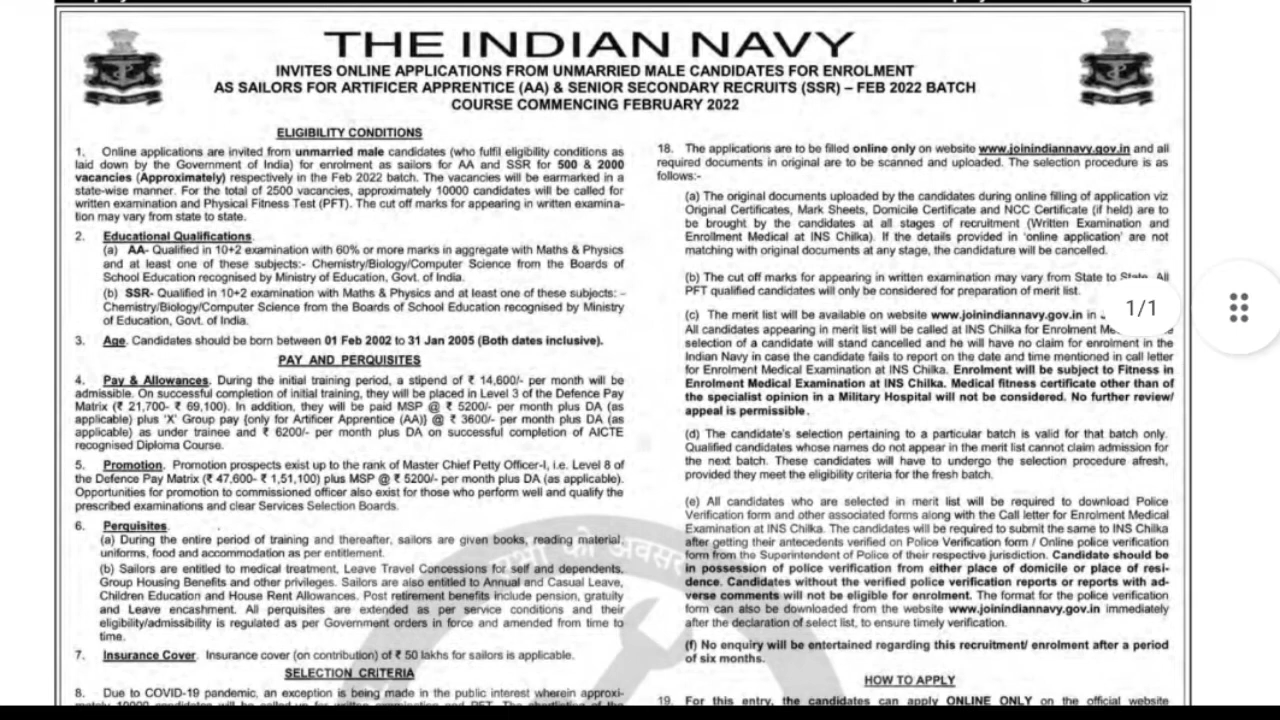 THE INDIAN NAVY
INVITES ONLINE APPLICATIONS FROM UNMARRIED MALE CANDIDATES FOR ENROLMENT
AS SAILORS FOR ARTIFICER APPRENTICE (AA) & SENIOR SECONDARY RECRUITS (SSR) – FEB 2022 BATCH
COURSE COMMENCING FEBRUARY 2022
ELIGIBILITY CONDITIONS
1. Online applications are invited from unmarried male candidates (who fulfil eligibility conditions as
laid down by the Government of India) for enrolment as sailors for AA and SSR for 500 & 2000
vacancies (Approximately) respectively in the Feb 2022 batch. The vacancies will be earmarked in a
state-wise manner. For the total of 2500 vacancies, approximately 10000 candidates will be called for
written examination and Physical Fitness Test (PFT). The cut off marks for appearing in written examina-
tion may vary from state to state.
2. Educational Qualifications.
(a) AA- Qualified in 10+2 examination with 60% or more marks in aggregate with Maths & Physics
and at least one of these subjects:- Chemistry/Biology/Computer Science from the Boards of
School Education recognised by Ministry of Education, Govt. of India.
(b) SSR- Qualified in 10+2 examination with Maths & Physics and at least one of these subjects: –
Chemistry/Biology/Computer Science from the Boards of School Education recognised by Ministry
of Education, Govt. of India.
3. Age. Candidates should be born between 01 Feb 2002 to 31 Jan 2005 (Both dates inclusive).
PAY AND PERQUISITES
4. Pay & Allowances. During the initial training period, a stipend of ₹ 14,600/- per month will be
admissible. On successful completion of initial training, they will be placed in Level 3 of the Defence Pay
Matrix (₹ 21,700- ₹ 69,100). In addition, they will be paid MSP @ ₹ 5200/- per month plus DA (as
applicable) plus 'X' Group pay {only for Artificer Apprentice (AA)} @ ₹ 3600/- per month plus DA (as
applicable) as under trainee and ₹ 6200/- per month plus DA on successful completion of AICTE
recognised Diploma Course.
5. Promotion. Promotion prospects exist up to the rank of Master Chief Petty Officer-I, i.e. Level 8 of
the Defence Pay Matrix (₹ 47,600- ₹ 1,51,100) plus MSP @ ₹ 5200/- per month plus DA (as applicable).
Opportunities for promotion to commissioned officer also exist for those who perform well and qualify the
prescribed examinations and clear Services Selection Boards.
6. Perquisites.
(a) During the entire period of training and thereafter, sailors are given books, reading material,
uniforms, food and accommodation as per entitlement.
(b) Sailors are entitled to medical treatment, Leave Travel Concessions for self and dependents,
Group Housing Benefits and other privileges. Sailors are also entitled to Annual and Casual Leave,
Children Education and House Rent Allowances. Post retirement benefits include pension, gratuity
and Leave encashment. All perquisites are extended as per service conditions and their
eligibility/admissibility is regulated as per Government orders in force and amended from time to
time.
7. Insurance Cover. Insurance cover (on contribution) of ₹ 50 lakhs for sailors is applicable.
SELECTION CRITERIA
8. Due to COVID-19 pandemic, an exception is being made in the public interest wherein approxi-
18. The applications are to be filled online only on website www.joinindiannavy.gov.in and all
required documents in original are to be scanned and uploaded. The selection procedure is as
follows:-
(a) The original documents uploaded by the candidates during online filling of application viz
Original Certificates, Mark Sheets, Domicile Certificate and NCC Certificate (if held) are to
be brought by the candidates at all stages of recruitment (Written Examination and
Enrollment Medical at INS Chilka). If the details provided in 'online application' are not
matching with original documents at any stage, the candidature will be cancelled.
(b) The cut off marks for appearing in written examination may vary from State to State. All
PFT qualified candidates will only be considered for preparation of merit list.
(c) The merit list will be available on website www.joinindiannavy.gov.in in
1/1
All candidates appearing in merit list will be called at INS Chilka for Enrolment
selection of a candidate will stand cancelled and he will have no claim for enrolment in the
Indian Navy in case the candidate fails to report on the date and time mentioned in call letter
for Enrolment Medical Examination at INS Chilka. Enrolment will be subject to Fitness in
Enrolment Medical Examination at INS Chilka. Medical fitness certificate other than of
the specialist opinion in a Military Hospital will not be considered. No further review/
appeal is permissible.
(d) The candidate's selection pertaining to a particular batch is valid for that batch only.
Qualified candidates whose names do not appear in the merit list cannot claim admission for
the next batch. These candidates will have to undergo the selection procedure afresh,
provided they meet the eligibility criteria for the fresh batch.
(e) All candidates who are selected in merit list will be required to download Police
Verification form and other associated forms along with the Call letter for Enrolment Medical
Examination at INS Chilka. The candidates will be required to submit the same to INS Chilka
after getting their antecedents verified on Police Verification form / Online police verification
form from the Superintendent of Police of their respective jurisdiction. Candidate should be
in possession of police verification from either place of domicile or place of resi-
dence. Candidates without the verified police verification reports or reports with ad-
verse comments will not be eligible for enrolment. The format for the police verification
form can also be downloaded from the website www.joinindiannavy.gov.in immediately
after the declaration of select list, to ensure timely verification.
(f) No enquiry will be entertained regarding this recruitment/ enrolment after a period
of six months.
HOW TO APPLY
19. For this entry, the candidates can apply ONLINE ONLY on the official website